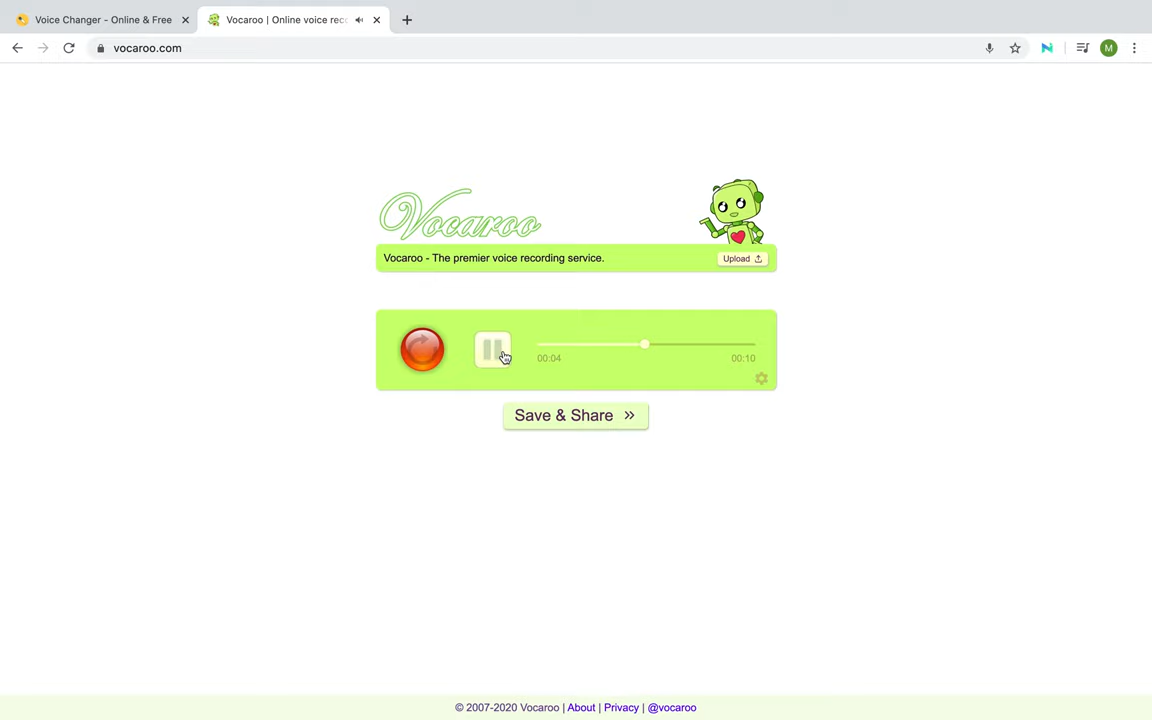 Voice Changer - Online & Free
Vocaroo | Online voice rec
vocaroo.com
M
Vocaroo
Vocaroo - The premier voice recording service.
Upload
00:04
00:10
Save & Share »
© 2007-2020 Vocaroo | About | Privacy | @vocaroo